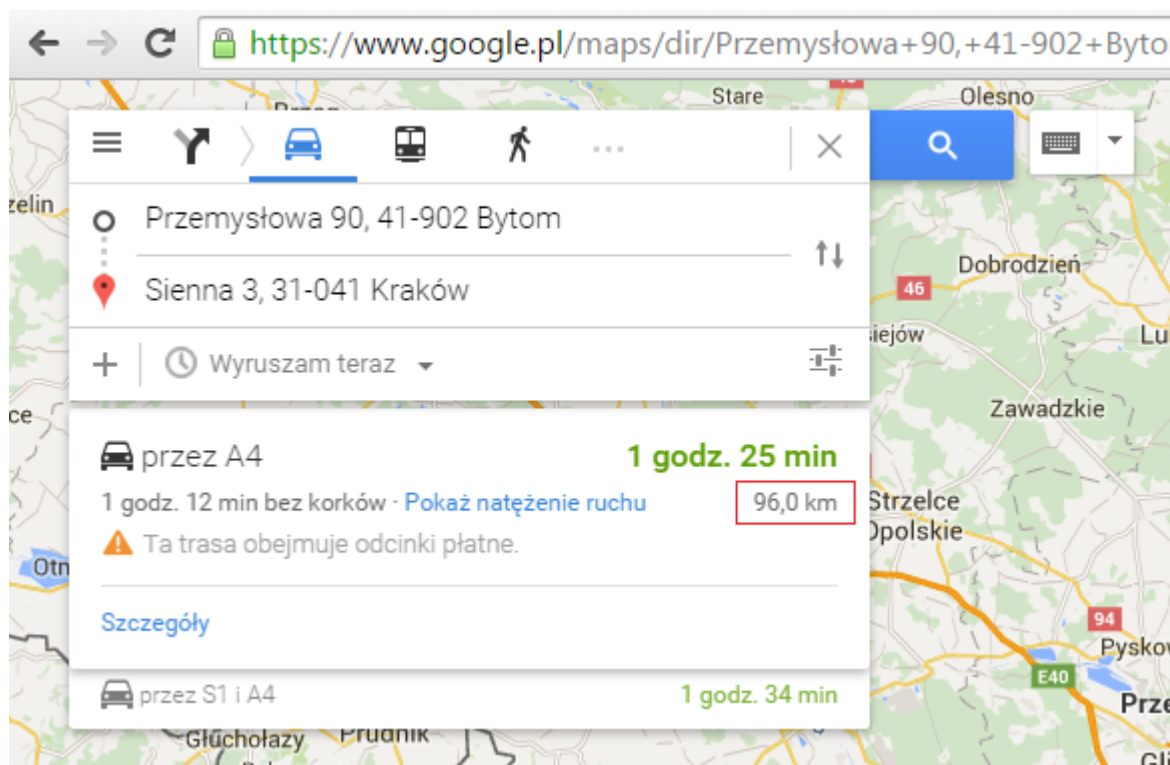 https://www.google.pl/maps/dir/Przemysłowa+90,+41-902+Byto
Stare
Olesno
zelin
Przemysłowa 90, 41-902 Bytom
Sienna 3, 31-041 Kraków
Dobrodzień
46
iejów
Lu
Wyruszam teraz
ce
Zawadzkie
przez A4
1 godz. 25 min
1 godz. 12 min bez korków · Pokaż natężenie ruchu
96,0 km
Strzelce
Opolskie
Ta trasa obejmuje odcinki płatne.
Otn
Szczegóły
94
Pyskow
E40
przez S1 i A4
1 godz. 34 min
Prze
Głuchołazy
Prudnik
Gli